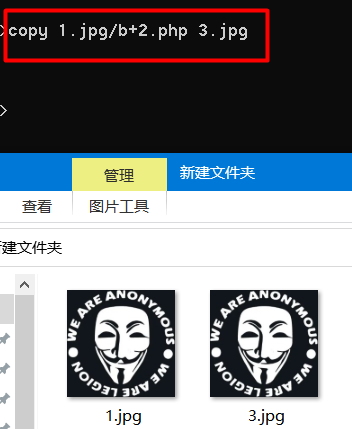 >copy 1.jpg/b+2.php 3.jpg
>
管理
新建文件夹
查看
图片工具
新建文件夹
WE ARE ANONYMOUS
WE ARE LEGION
WE ARE ANONYMOUS
WE ARE LEGION
1.jpg
3.jpg